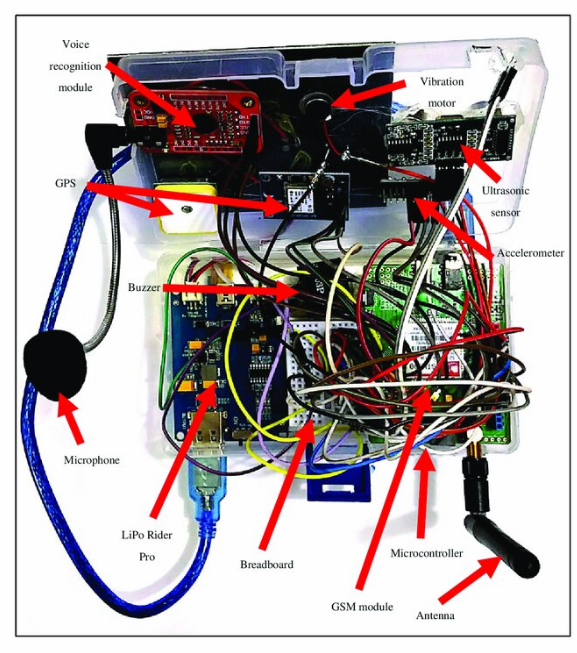 Voice
recognition
module
Vibration
motor
GPS
Ultrasonic
sensor
Accelerometer
Buzzer
Microphone
LiPo Rider
Pro
Breadboard
Microcontroller
GSM module
Antenna